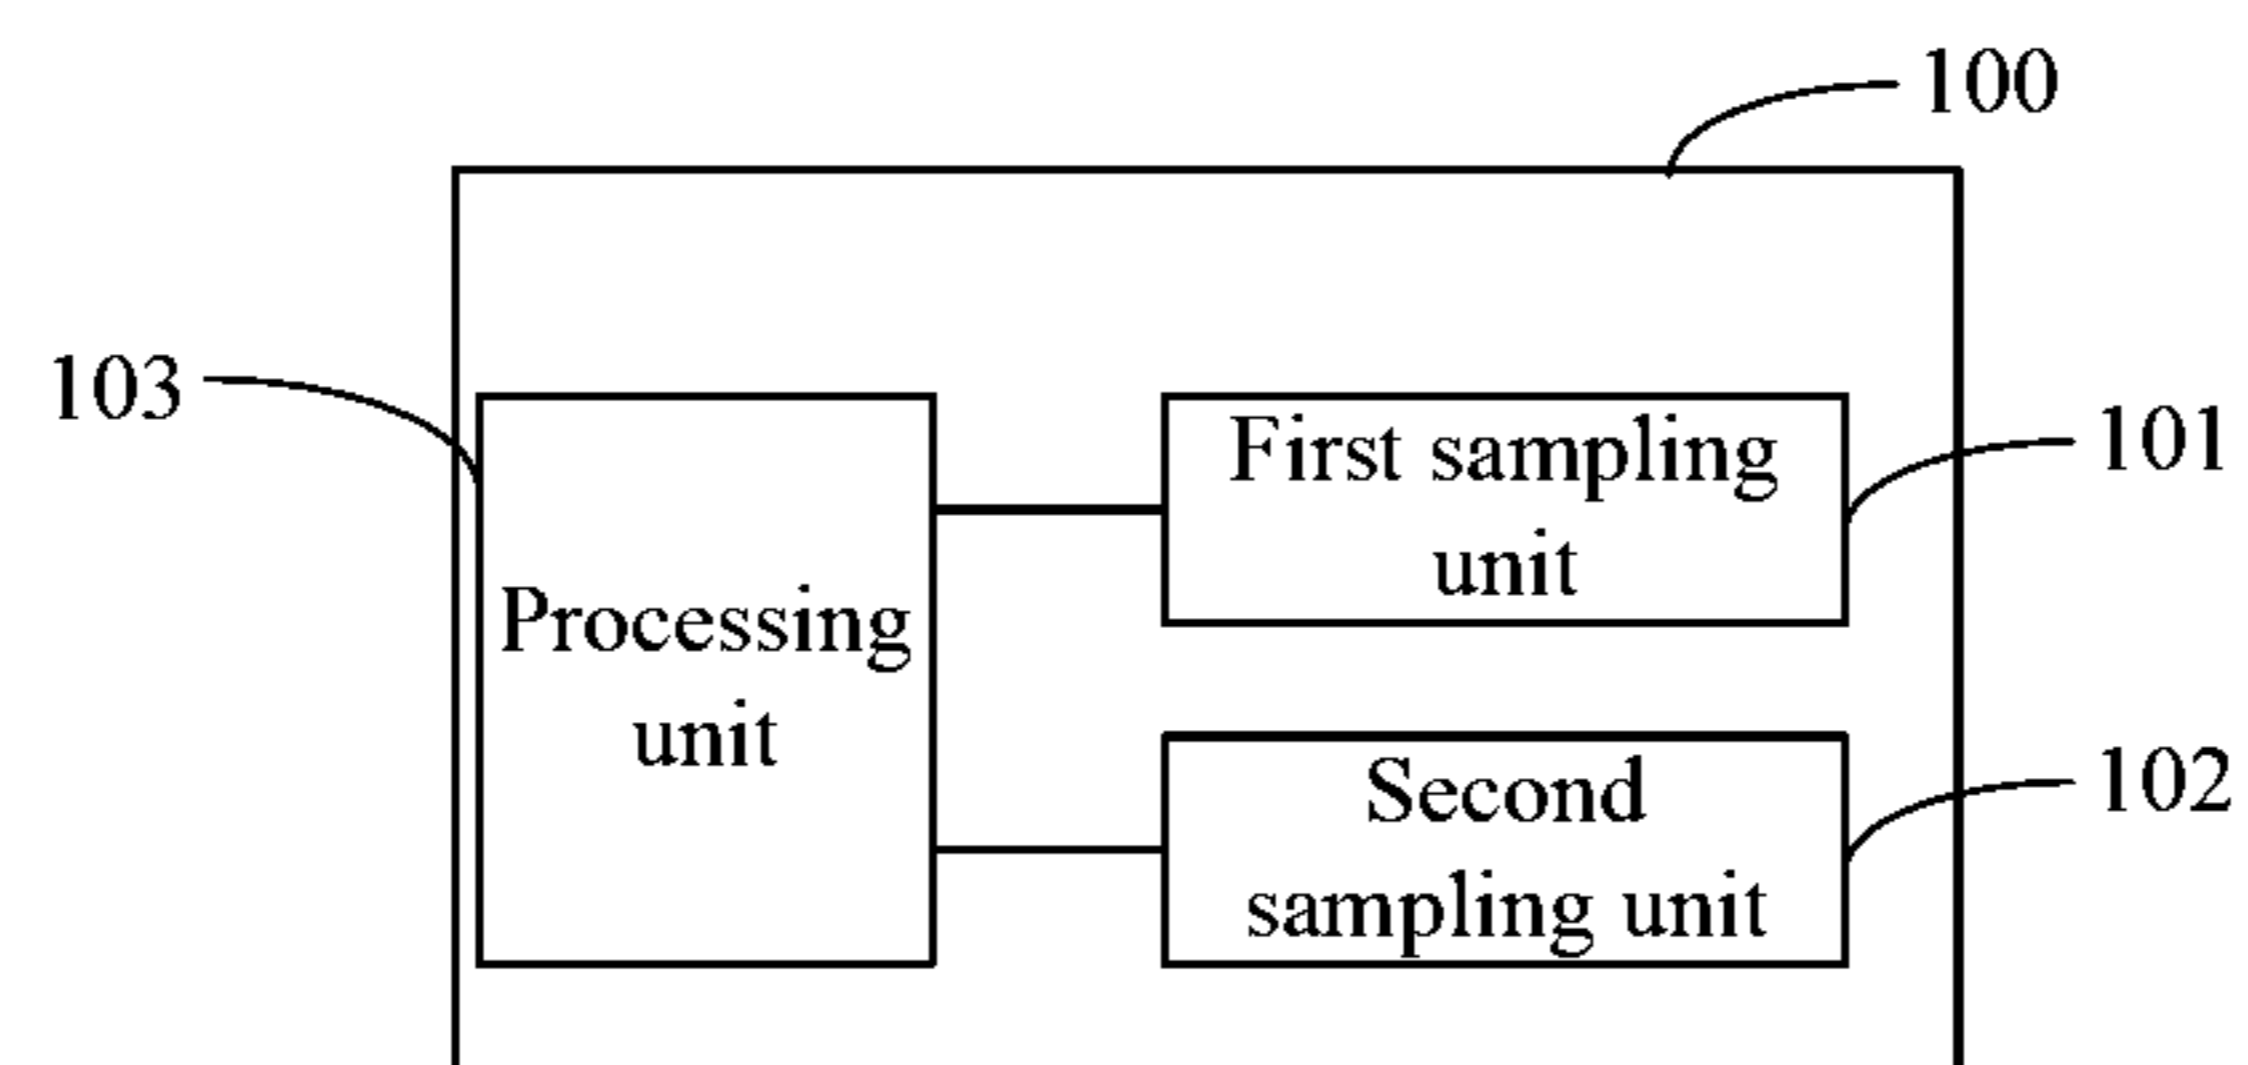 100
103
First sampling
unit
101
Processing
unit
Second
sampling unit
102